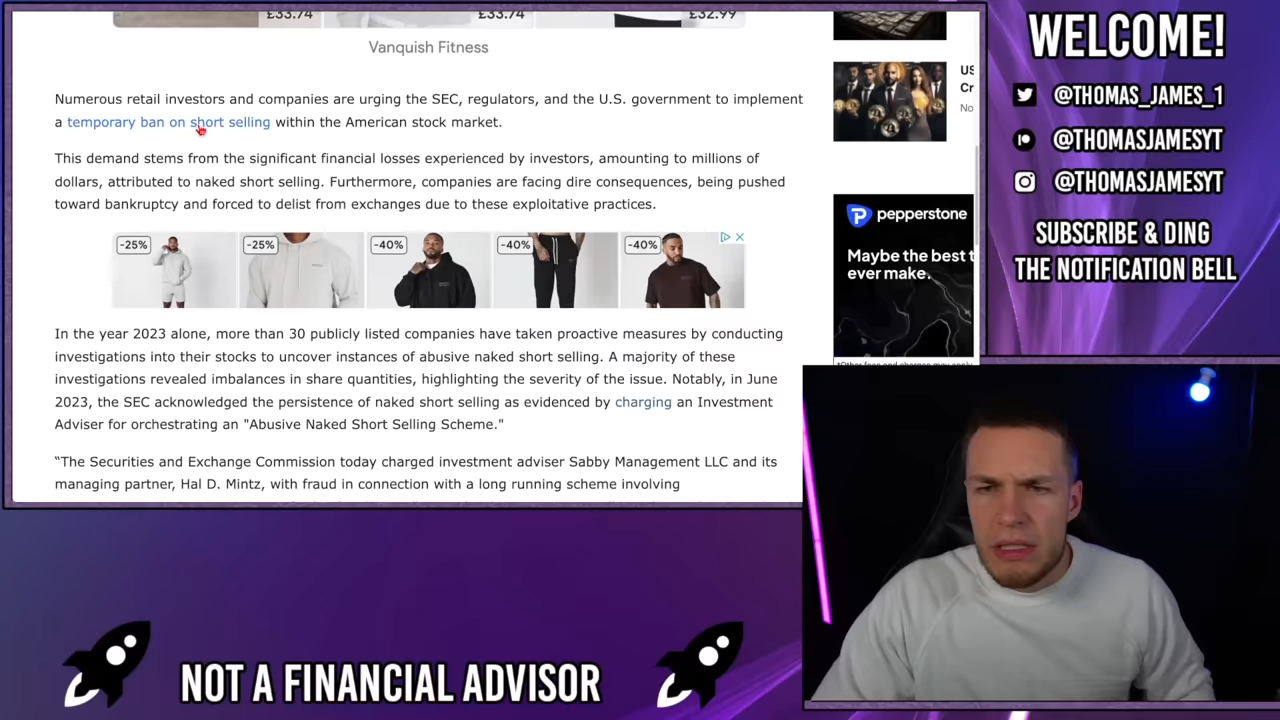 £33.74
£33.74
£32.99
Vanquish Fitness
Numerous retail investors and companies are urging the SEC, regulators, and the U.S. government to implement
a temporary ban on short selling within the American stock market.
This demand stems from the significant financial losses experienced by investors, amounting to millions of
dollars, attributed to naked short selling. Furthermore, companies are facing dire consequences, being pushed
toward bankruptcy and forced to delist from exchanges due to these exploitative practices.
-25%
-25%
-40%
-40%
-40%
In the year 2023 alone, more than 30 publicly listed companies have taken proactive measures by conducting
investigations into their stocks to uncover instances of abusive naked short selling. A majority of these
investigations revealed imbalances in share quantities, highlighting the severity of the issue. Notably, in June
2023, the SEC acknowledged the persistence of naked short selling as evidenced by charging an Investment
Adviser for orchestrating an "Abusive Naked Short Selling Scheme."
“The Securities and Exchange Commission today charged investment adviser Sabby Management LLC and its
managing partner, Hal D. Mintz, with fraud in connection with a long running scheme involving
US
Cr
No
pepperstone
Maybe the best t
ever make.
*Other fees and charges may apply
WELCOME!
@THOMAS_JAMES_1
@THOMASJAMESYT
@THOMASJAMESYT
SUBSCRIBE & DING
THE NOTIFICATION BELL
NOT A FINANCIAL ADVISOR